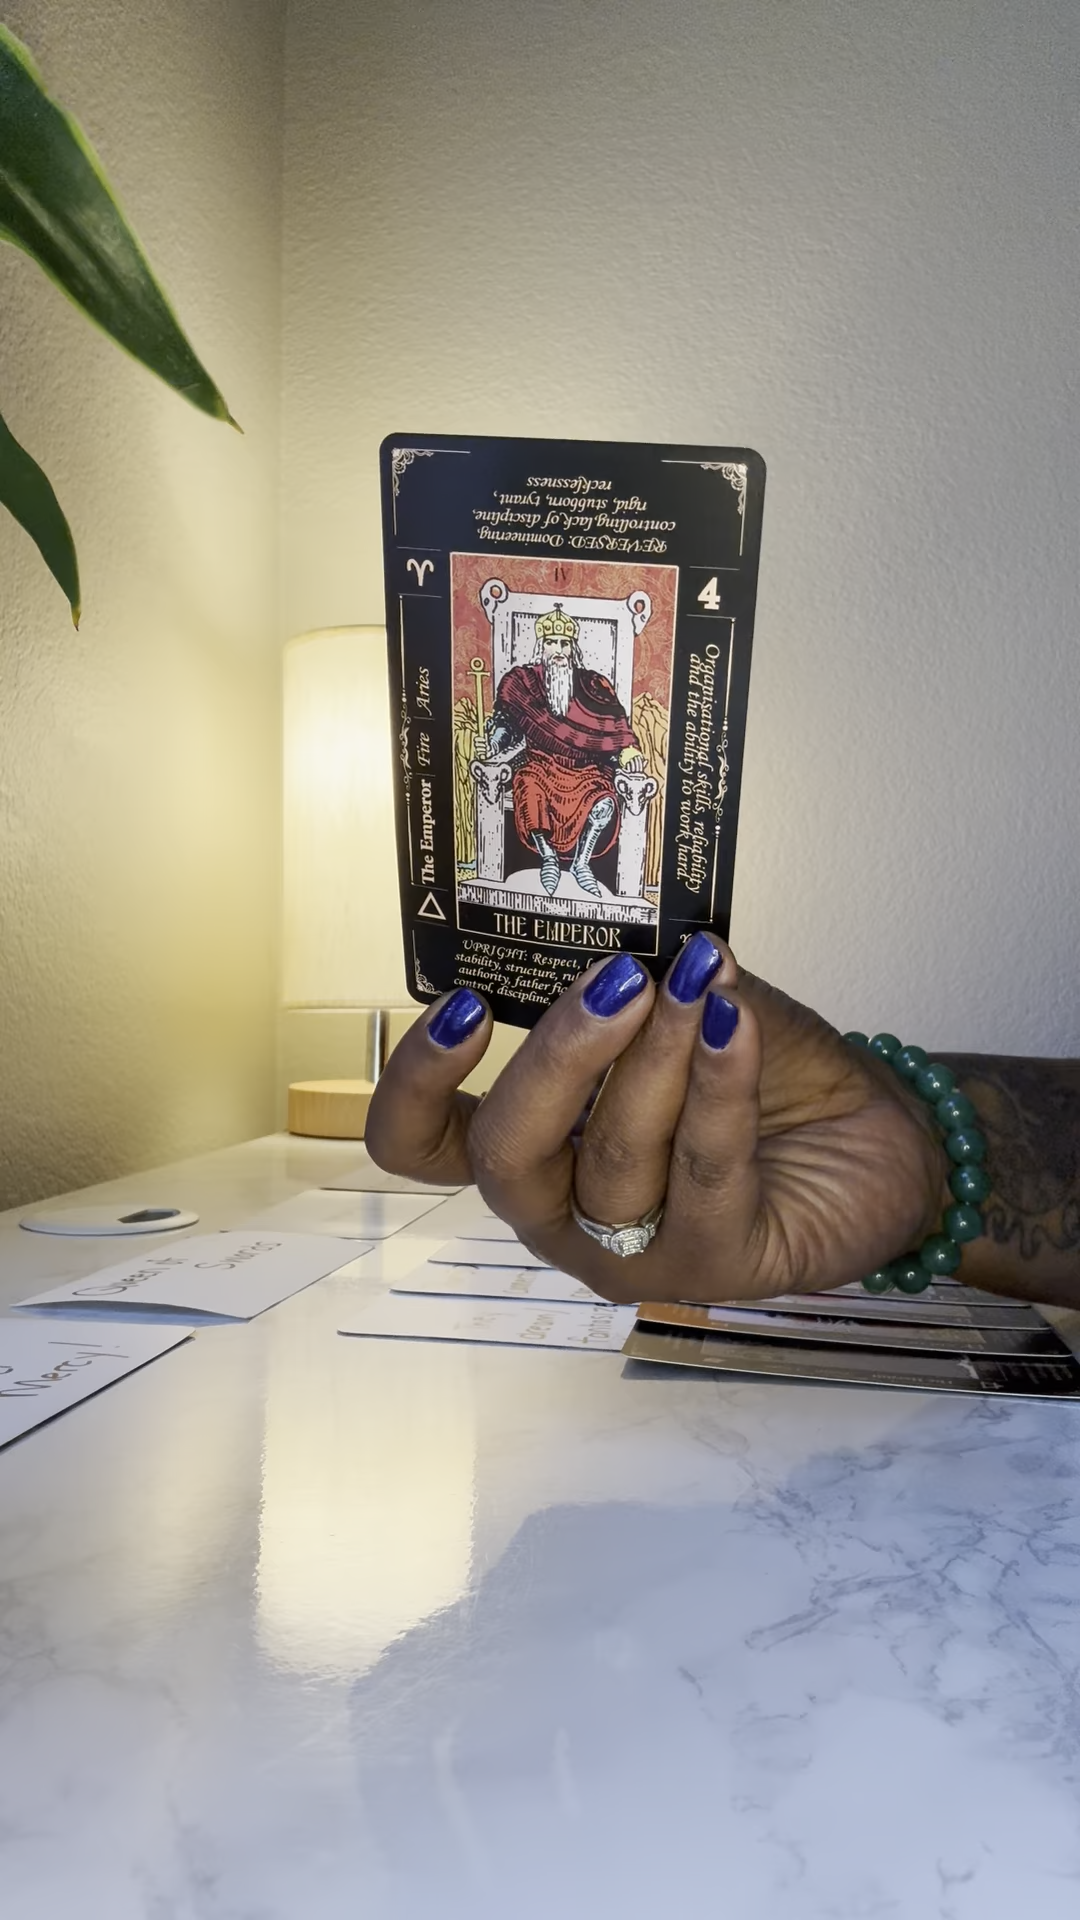 REVERSED: Domineering,
controlling, lack of discipline,
rigid, stubborn, tyrant,
recklessness
♈
4
IV
The Emperor | Fire | Aries
Organisational skills, reliability
and the ability to work hard.
THE EMPEROR
UPRIGHT: Respect,
stability, structure,
authority, father
control, discipline,
Queen of Swords
Mercy!